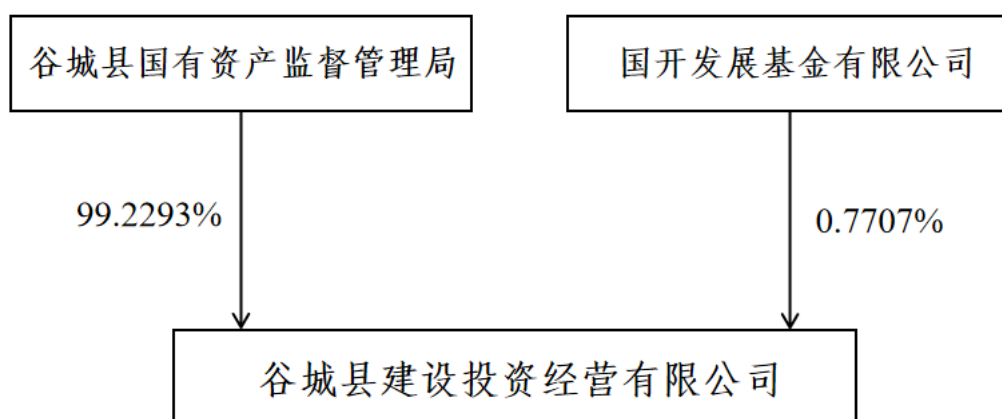 谷城县国有资产监督管理局
国开发展基金有限公司
99.2293%
0.7707%
谷城县建设投资经营有限公司